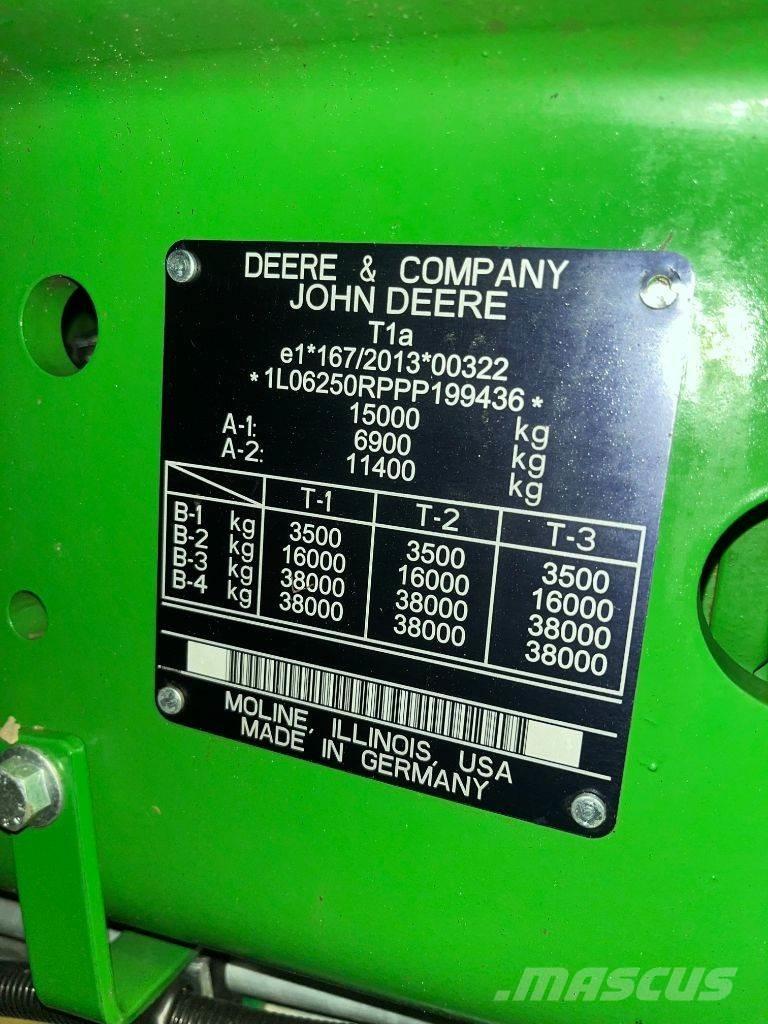 DEERE & COMPANY
JOHN DEERE
T1a
e1*167/2013*00322
*1L06250RPPP199436*
15000 kg
A-1: 6900 kg
A-2: 11400 kg
T-1 T-2 T-3
B-1 kg 3500 3500 3500
B-2 kg 16000 16000 16000
B-3 kg 38000 38000 38000
B-4 kg 38000 38000 38000
MOLINE, ILLINOIS, USA
MADE IN GERMANY
MASCUS